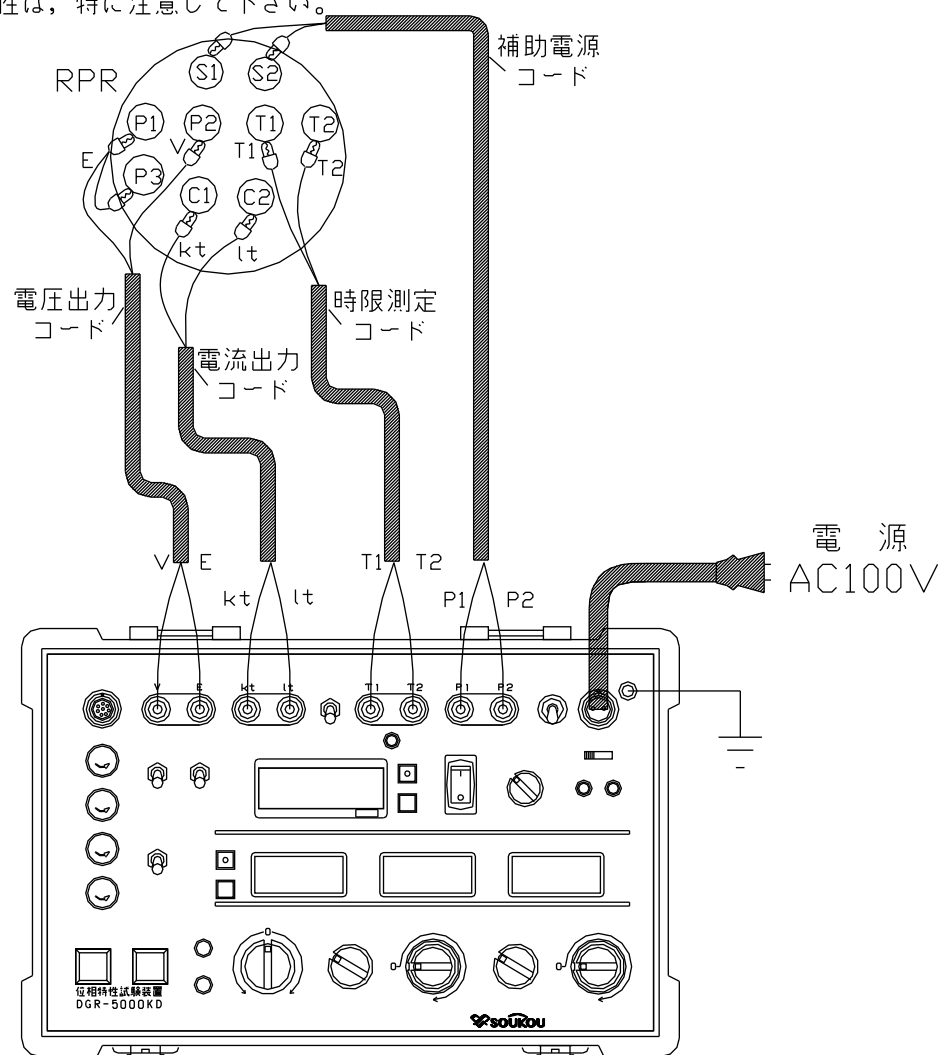 性は，特に注意して下さい。
補助電源
コード
RPR
S1 S2
P1 P2 T1 T2
E V T1 T2
P3
C1 C2
kt lt
電圧出力
コード
時限測定
コード
電流出力
コード
V E T1 T2
kt lt P1 P2
電 源
AC100V
V E kt lt T1 T2 P1 P2
位相特性試験装置
DGR-5000KD
SOUKOU